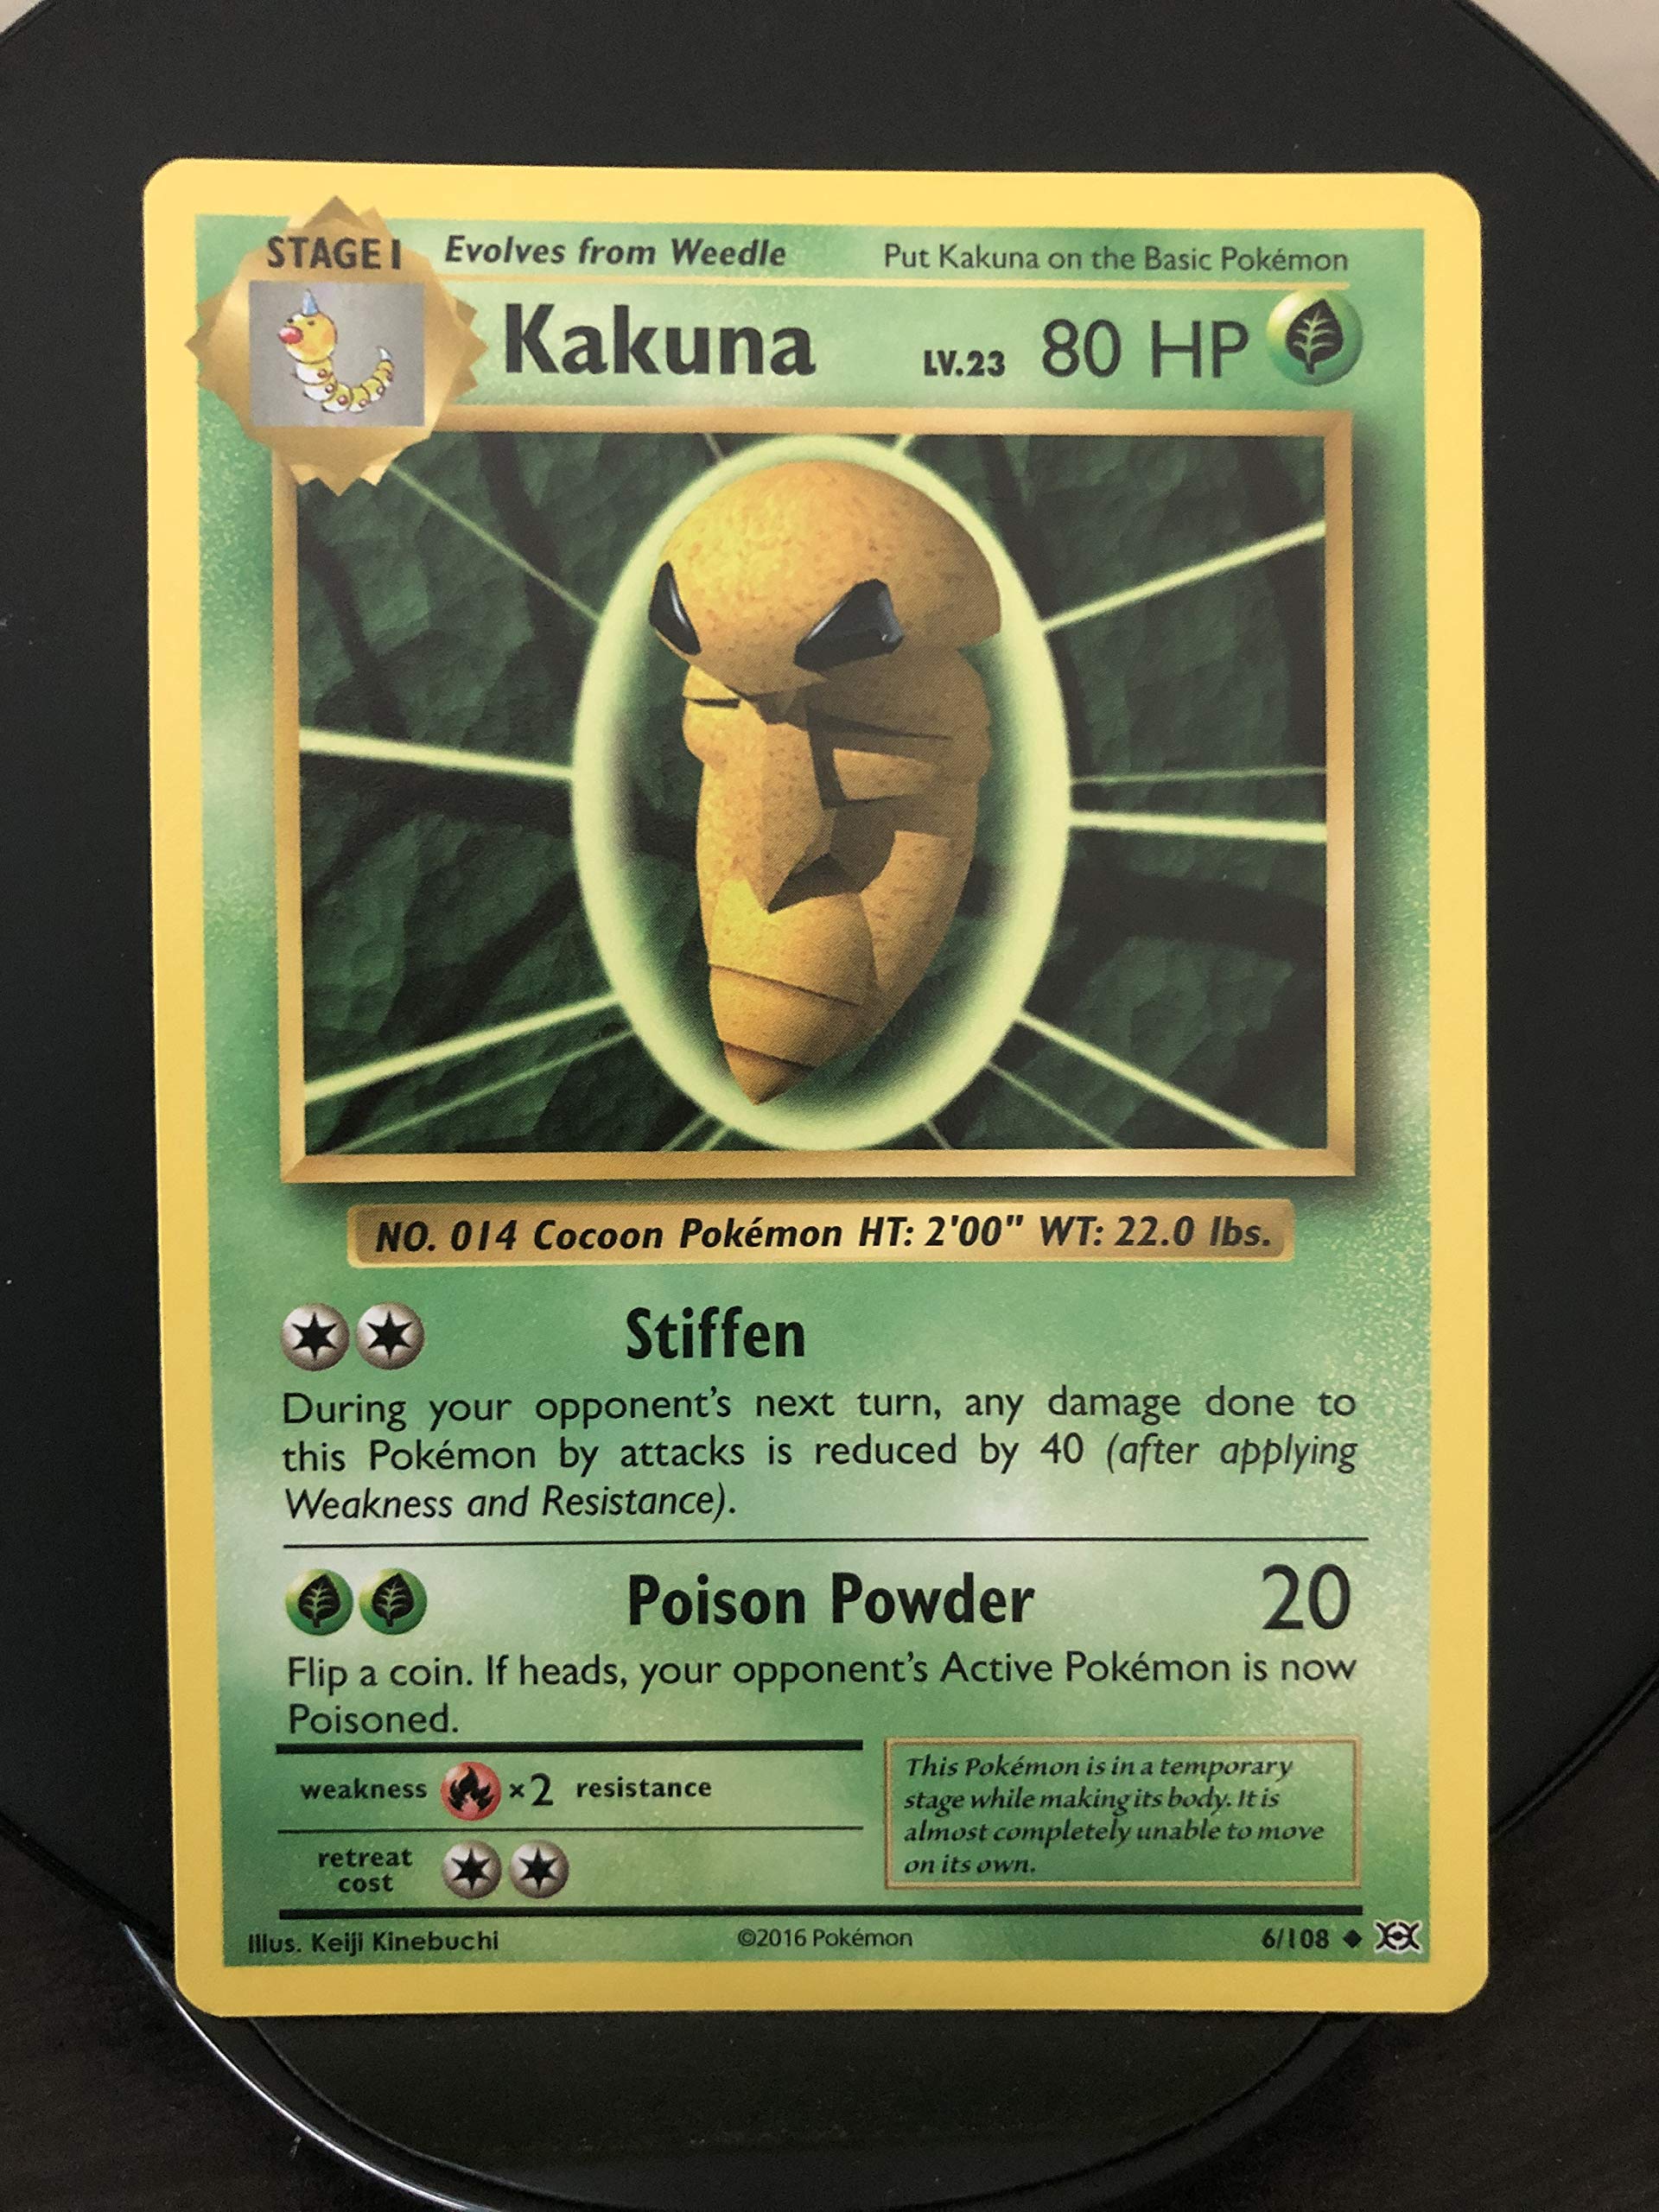 STAGE 1 Evolves from Weedle Put Kakuna on the Basic Pokémon
Kakuna LV.23 80 HP
NO. 014 Cocoon Pokémon HT: 2'00" WT: 22.0 lbs.
Stiffen
During your opponent's next turn, any damage done to
this Pokémon by attacks is reduced by 40 (after applying
Weakness and Resistance).
Poison Powder 20
Flip a coin. If heads, your opponent's Active Pokémon is now
Poisoned.
weakness ×2 resistance
retreat
cost
This Pokémon is in a temporary
stage while making its body. It is
almost completely unable to move
on its own.
Illus. Keiji Kinebuchi ©2016 Pokémon 6/108